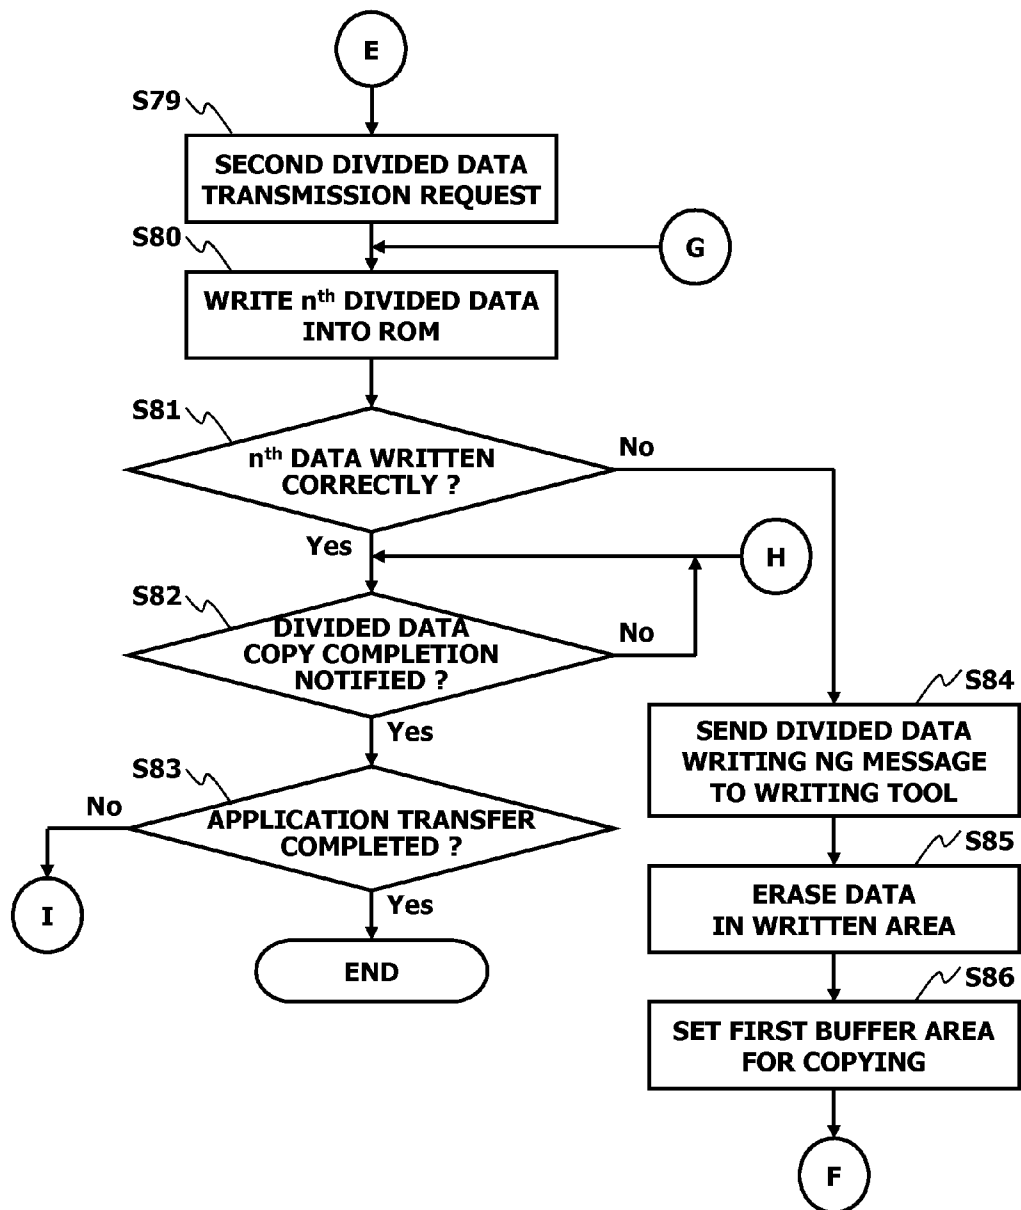 E
S79
SECOND DIVIDED DATA
TRANSMISSION REQUEST
S80
G
WRITE nth DIVIDED DATA
INTO ROM
S81
nth DATA WRITTEN
CORRECTLY ?
No
Yes
H
S82
DIVIDED DATA
COPY COMPLETION
NOTIFIED ?
No
Yes
S83
No
APPLICATION TRANSFER
COMPLETED ?
Yes
I
END
S84
SEND DIVIDED DATA
WRITING NG MESSAGE
TO WRITING TOOL
S85
ERASE DATA
IN WRITTEN AREA
S86
SET FIRST BUFFER AREA
FOR COPYING
F